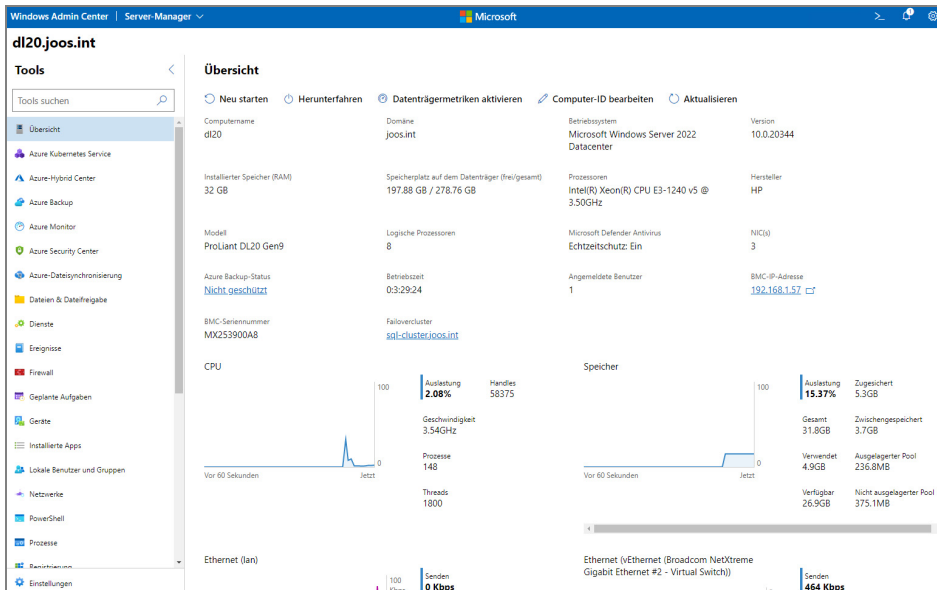 Windows Admin Center | Server-Manager
Microsoft
dl20.joos.int
Tools
Tools suchen
Übersicht
Azure Kubernetes Service
Azure-Hybrid Center
Azure Backup
Azure Monitor
Azure Security Center
Azure-Dateisynchronisierung
Dateien & Dateifreigabe
Dienste
Ereignisse
Firewall
Geplante Aufgaben
Geräte
Installierte Apps
Lokale Benutzer und Gruppen
Netzwerke
PowerShell
Prozesse
Registrierung
Einstellungen
Übersicht
Neu starten Herunterfahren Datenträgermetriken aktivieren Computer-ID bearbeiten Aktualisieren
Computername Domäne Betriebssystem Version
dl20 joos.int Microsoft Windows Server 2022 10.0.20344
Datacenter
Installierter Speicher (RAM) Speicherplatz auf dem Datenträger (frei/gesamt) Prozessoren Hersteller
32 GB 197.88 GB / 278.76 GB Intel(R) Xeon(R) CPU E3-1240 v5 @ HP
3.50GHz
Modell Logische Prozessoren Microsoft Defender Antivirus NIC(s)
ProLiant DL20 Gen9 8 Echtzeitschutz: Ein 3
Azure Backup-Status Betriebszeit Angemeldete Benutzer BMC-IP-Adresse
Nicht geschützt 0:3:29:24 1 192.168.1.57
BMC-Seriennummer Failovercluster
MX253900A8 sql-cluster.joos.int
CPU
100
0
Vor 60 Sekunden Jetzt
Auslastung Handles
2.08% 58375
Geschwindigkeit
3.54GHz
Prozesse
148
Threads
1800
Speicher
100
0
Vor 60 Sekunden Jetzt
Auslastung Zugesichert
15.37% 5.3GB
Gesamt Zwischengespeichert
31.8GB 3.7GB
Verwendet Ausgelagerter Pool
4.9GB 236.8MB
Verfügbar Nicht ausgelagerter Pool
26.9GB 375.1MB
Ethernet (lan)
100
Kbps
Senden
0 Kbps
Ethernet (vEthernet (Broadcom NetXtreme
Gigabit Ethernet #2 - Virtual Switch))
Senden
464 Kbps